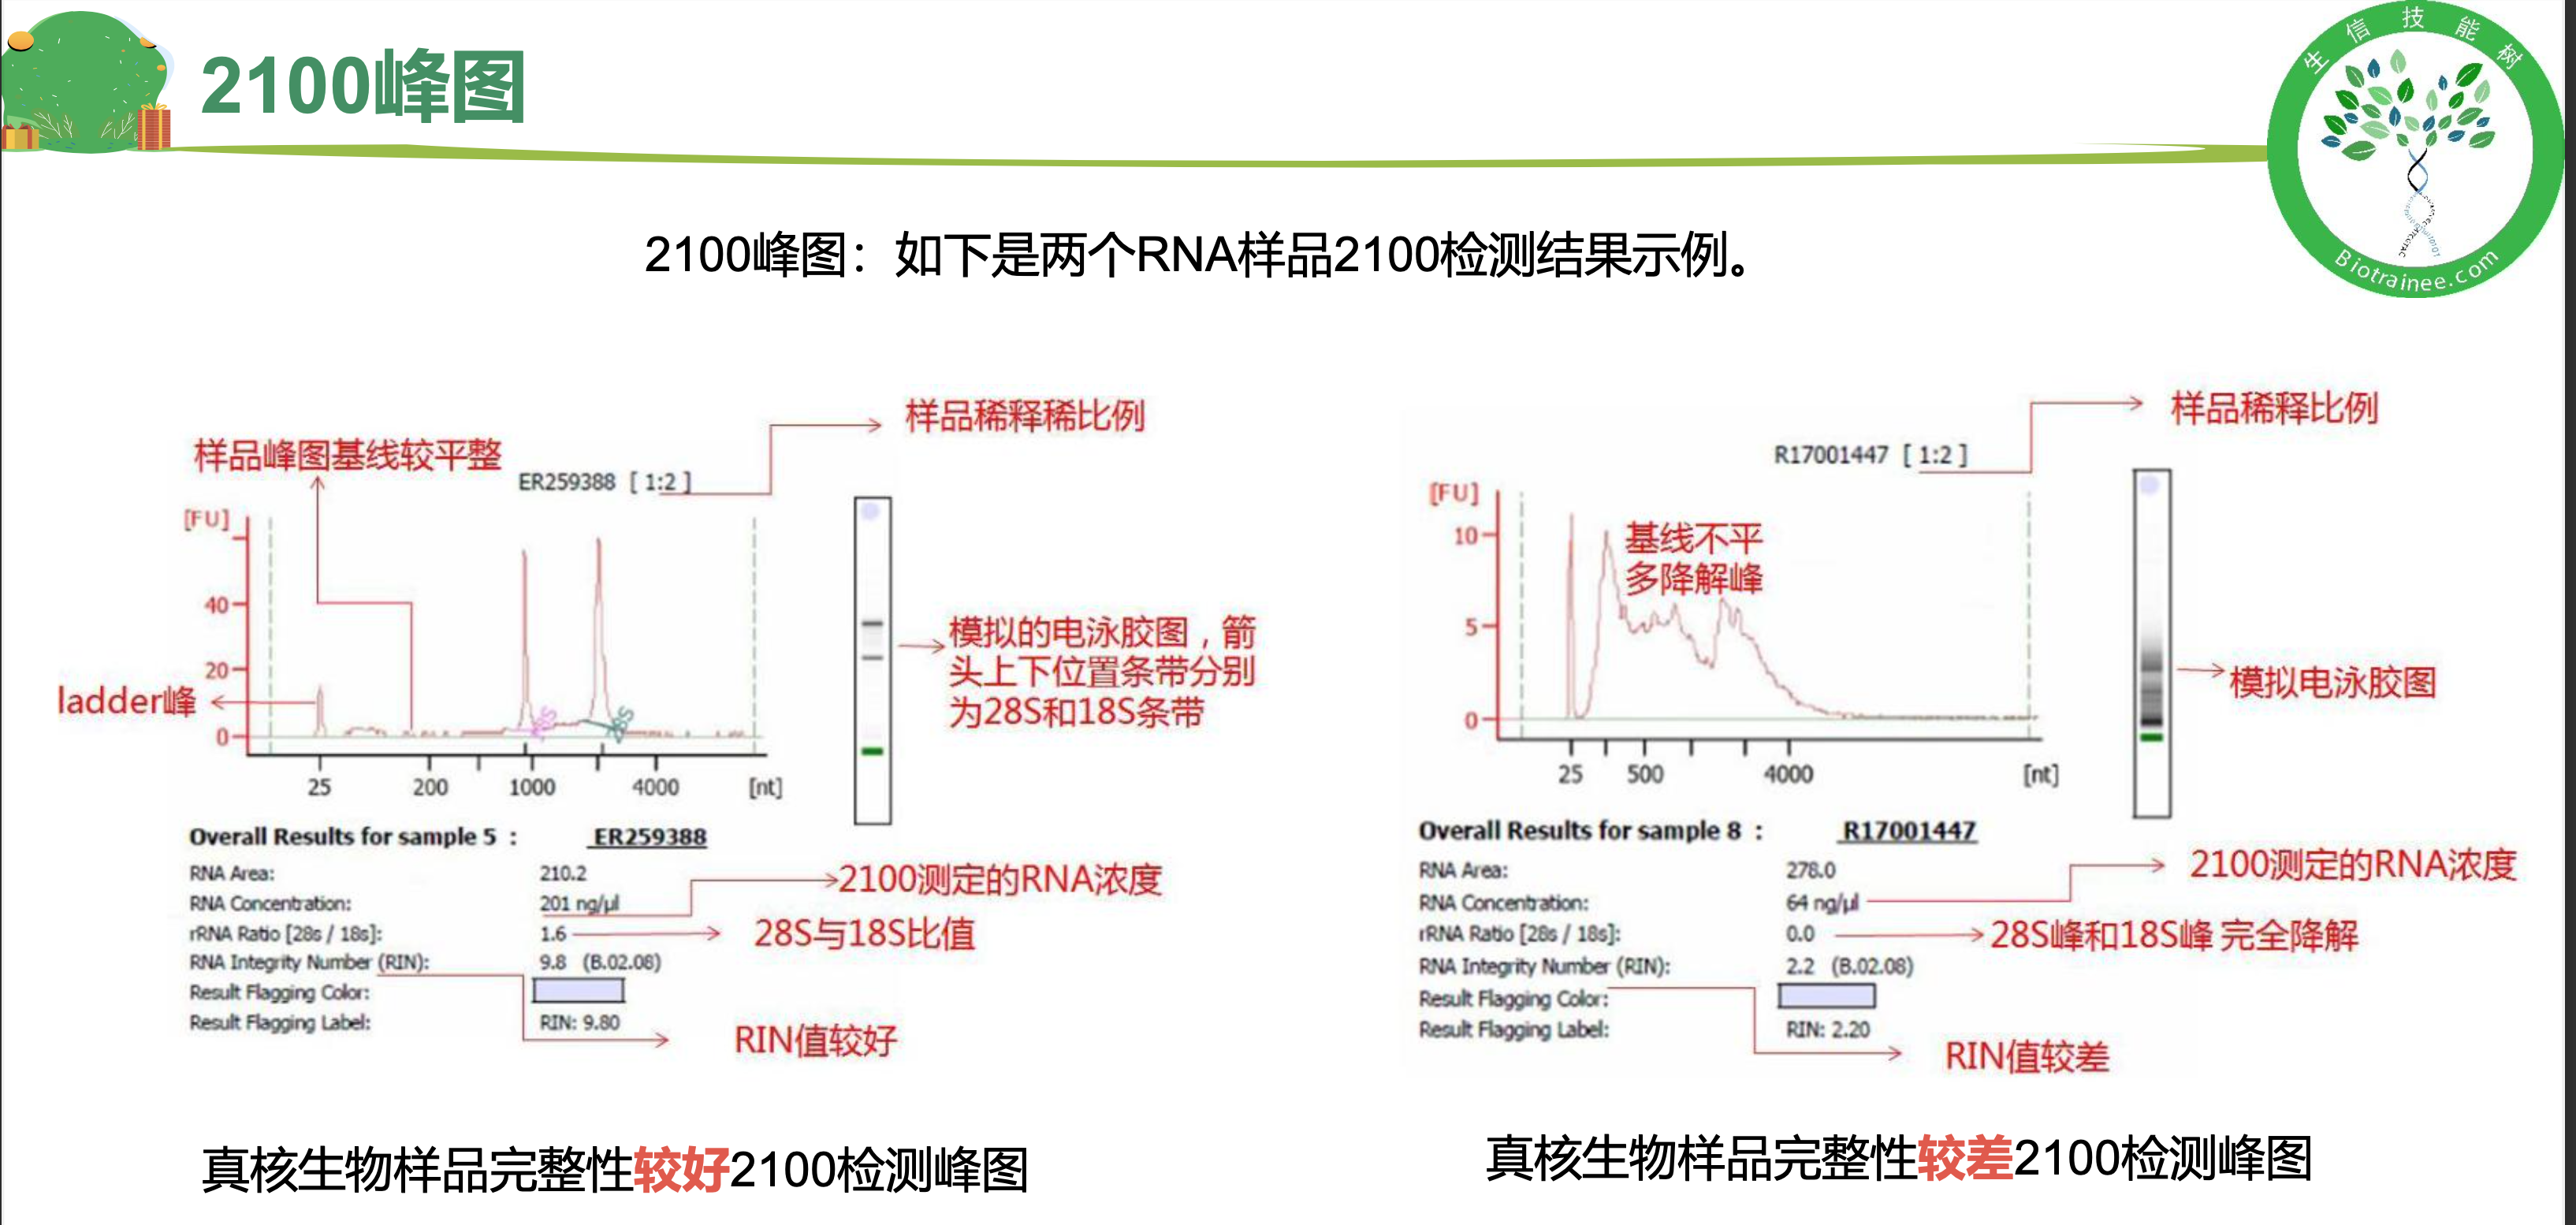 2100峰图
生信技能树
Biotrainee.com
2100峰图：如下是两个RNA样品2100检测结果示例。
样品稀释稀比例
样品峰图基线较平整
ER259388 [ 1:2 ]
[FU]
40
20
0
ladder峰
18S
28S
25
200
1000
4000
[nt]
模拟的电泳胶图，箭
头上下位置条带分别
为28S和18S条带
Overall Results for sample 5 : ER259388
RNA Area: 210.2
RNA Concentration: 201 ng/µl
rRNA Ratio [28s / 18s]: 1.6
RNA Integrity Number (RIN): 9.8 (B.02.08)
Result Flagging Color:
Result Flagging Label: RIN: 9.80
2100测定的RNA浓度
28S与18S比值
RIN值较好
真核生物样品完整性较好2100检测峰图
样品稀释比例
R17001447 [ 1:2 ]
[FU]
10
5
0
基线不平
多降解峰
25
500
4000
[nt]
模拟电泳胶图
Overall Results for sample 8 : R17001447
RNA Area: 278.0
RNA Concentration: 64 ng/µl
rRNA Ratio [28s / 18s]: 0.0
RNA Integrity Number (RIN): 2.2 (B.02.08)
Result Flagging Color:
Result Flagging Label: RIN: 2.20
2100测定的RNA浓度
28S峰和18S峰 完全降解
RIN值较差
真核生物样品完整性较差2100检测峰图